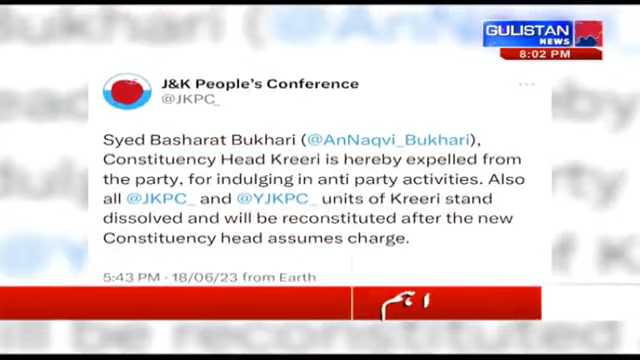 GULISTAN
NEWS
8:02 PM
J&K People's Conference
@JKPC_
Syed Basharat Bukhari (@AnNaqvi_Bukhari),
Constituency Head Kreeri is hereby expelled from
the party, for indulging in anti party activities. Also
all @JKPC_ and @YJKPC_ units of Kreeri stand
dissolved and will be reconstituted after the new
Constituency head assumes charge.
5:43 PM · 18/06/23 from Earth
اہم